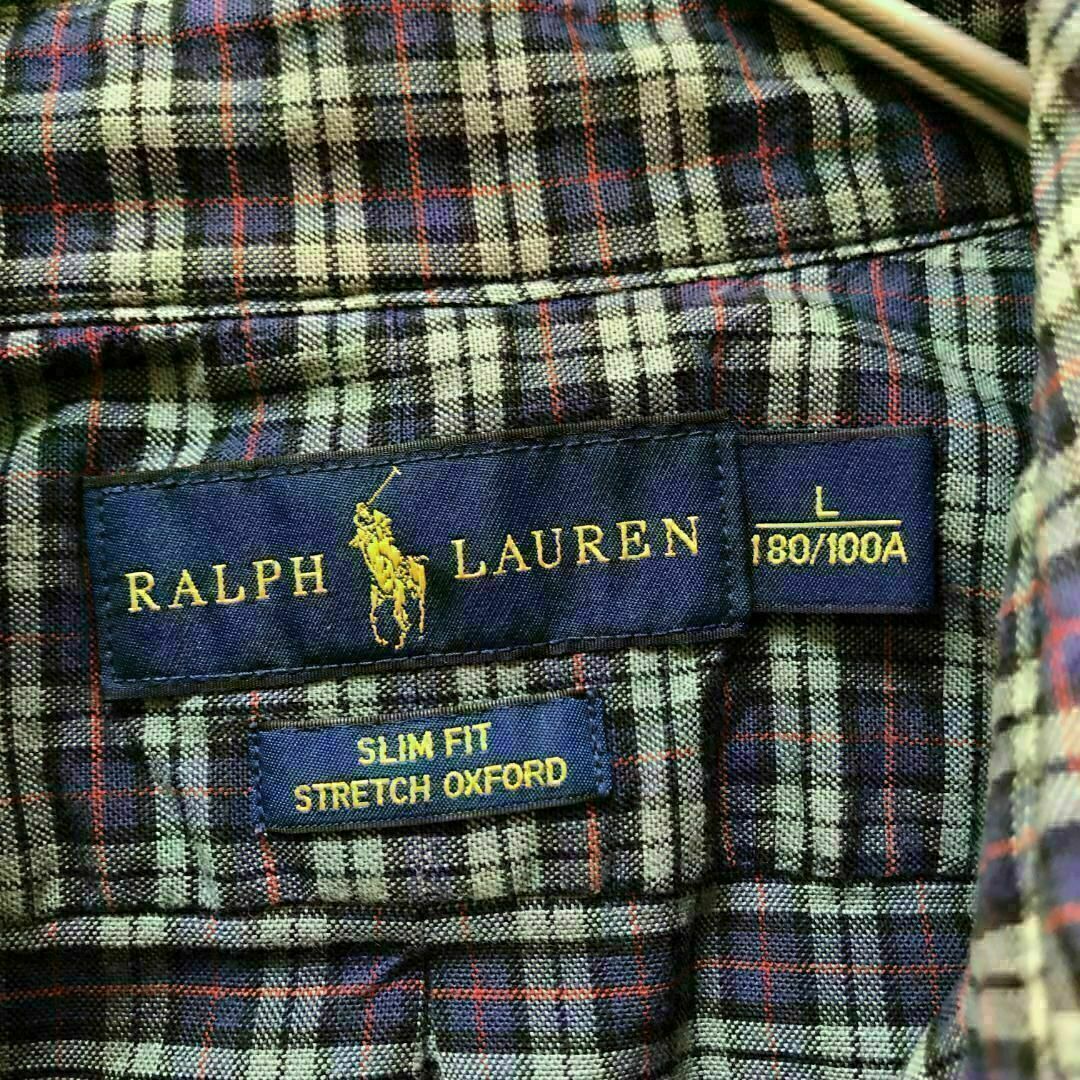 RALPH LAUREN
L
180/100A
SLIM FIT
STRETCH OXFORD